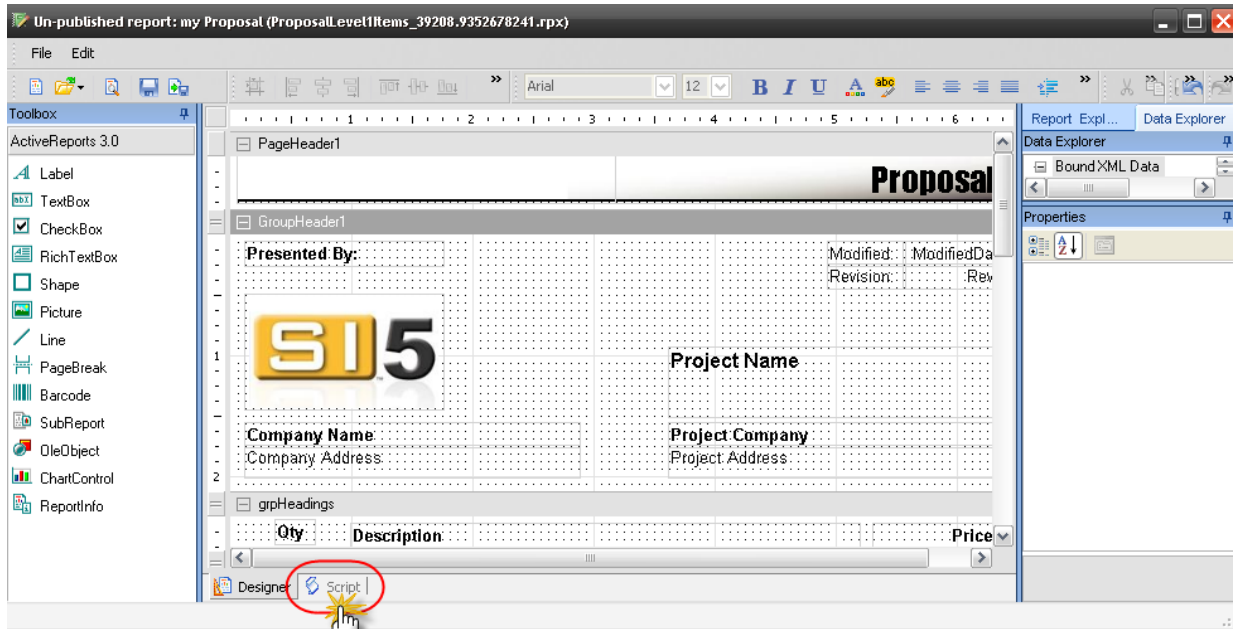 Un-published report: my Proposal (ProposalLevel1Items_39208.9352678241.rpx)
File Edit
Arial 12 B I U A abc
Toolbox
ActiveReports 3.0
A Label
abI TextBox
CheckBox
RichTextBox
Shape
Picture
Line
PageBreak
Barcode
SubReport
OleObject
ChartControl
ReportInfo
1 2 3 4 5 6
PageHeader1
Proposal
GroupHeader1
Presented By:
Modified: ModifiedDa
Revision: Rev
SI5
™
1
Project Name
Company Name Project Company
Company Address Project Address
2
grpHeadings
Qty Description Price
Designer Script
Report Expl... Data Explorer
Data Explorer
Bound XML Data
Properties
A Z